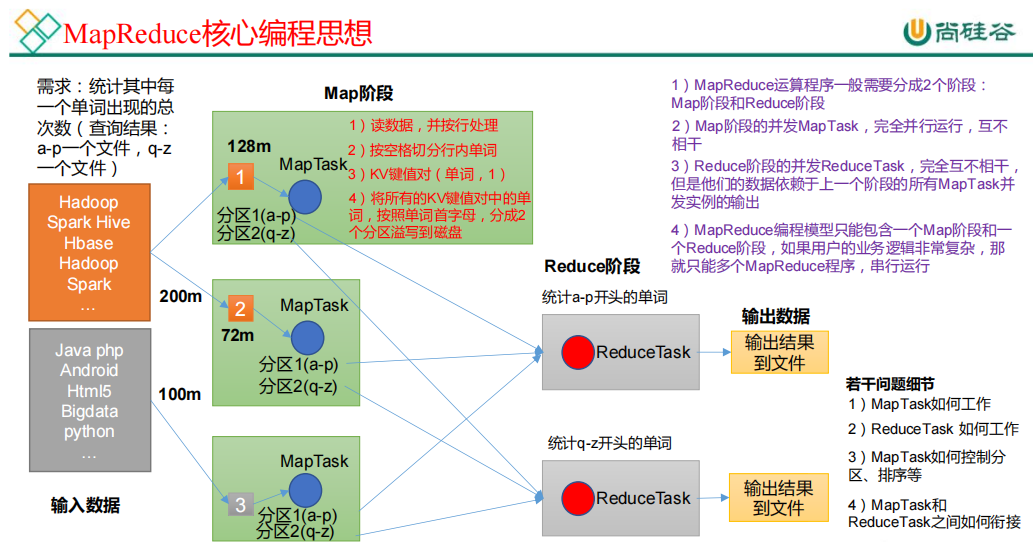 MapReduce核心编程思想
尚硅谷
需求：统计其中每
一个单词出现的总
次数（查询结果：
a-p一个文件，q-z
一个文件）
Hadoop
Spark Hive
Hbase
Hadoop
Spark
…
200m
Java php
Android
Html5
Bigdata
python
…
100m
输入数据
Map阶段
128m
1
MapTask
分区1(a-p)
分区2(q-z)
1）读数据，并按行处理
2）按空格切分行内单词
3）KV键值对（单词，1）
4）将所有的KV键值对中的单
词，按照单词首字母，分成2
个分区溢写到磁盘
2
72m
MapTask
分区1(a-p)
分区2(q-z)
3
MapTask
分区1(a-p)
分区2(q-z)
Reduce阶段
统计a-p开头的单词
ReduceTask
统计q-z开头的单词
ReduceTask
输出数据
输出结果
到文件
输出结果
到文件
1）MapReduce运算程序一般需要分成2个阶段：
Map阶段和Reduce阶段
2）Map阶段的并发MapTask，完全并行运行，互不
相干
3）Reduce阶段的并发ReduceTask，完全互不相干，
但是他们的数据依赖于上一个阶段的所有MapTask并
发实例的输出
4）MapReduce编程模型只能包含一个Map阶段和一
个Reduce阶段，如果用户的业务逻辑非常复杂，那
就只能多个MapReduce程序，串行运行
若干问题细节
1）MapTask如何工作
2）ReduceTask 如何工作
3）MapTask如何控制分
区、排序等
4）MapTask和
ReduceTask之间如何衔接